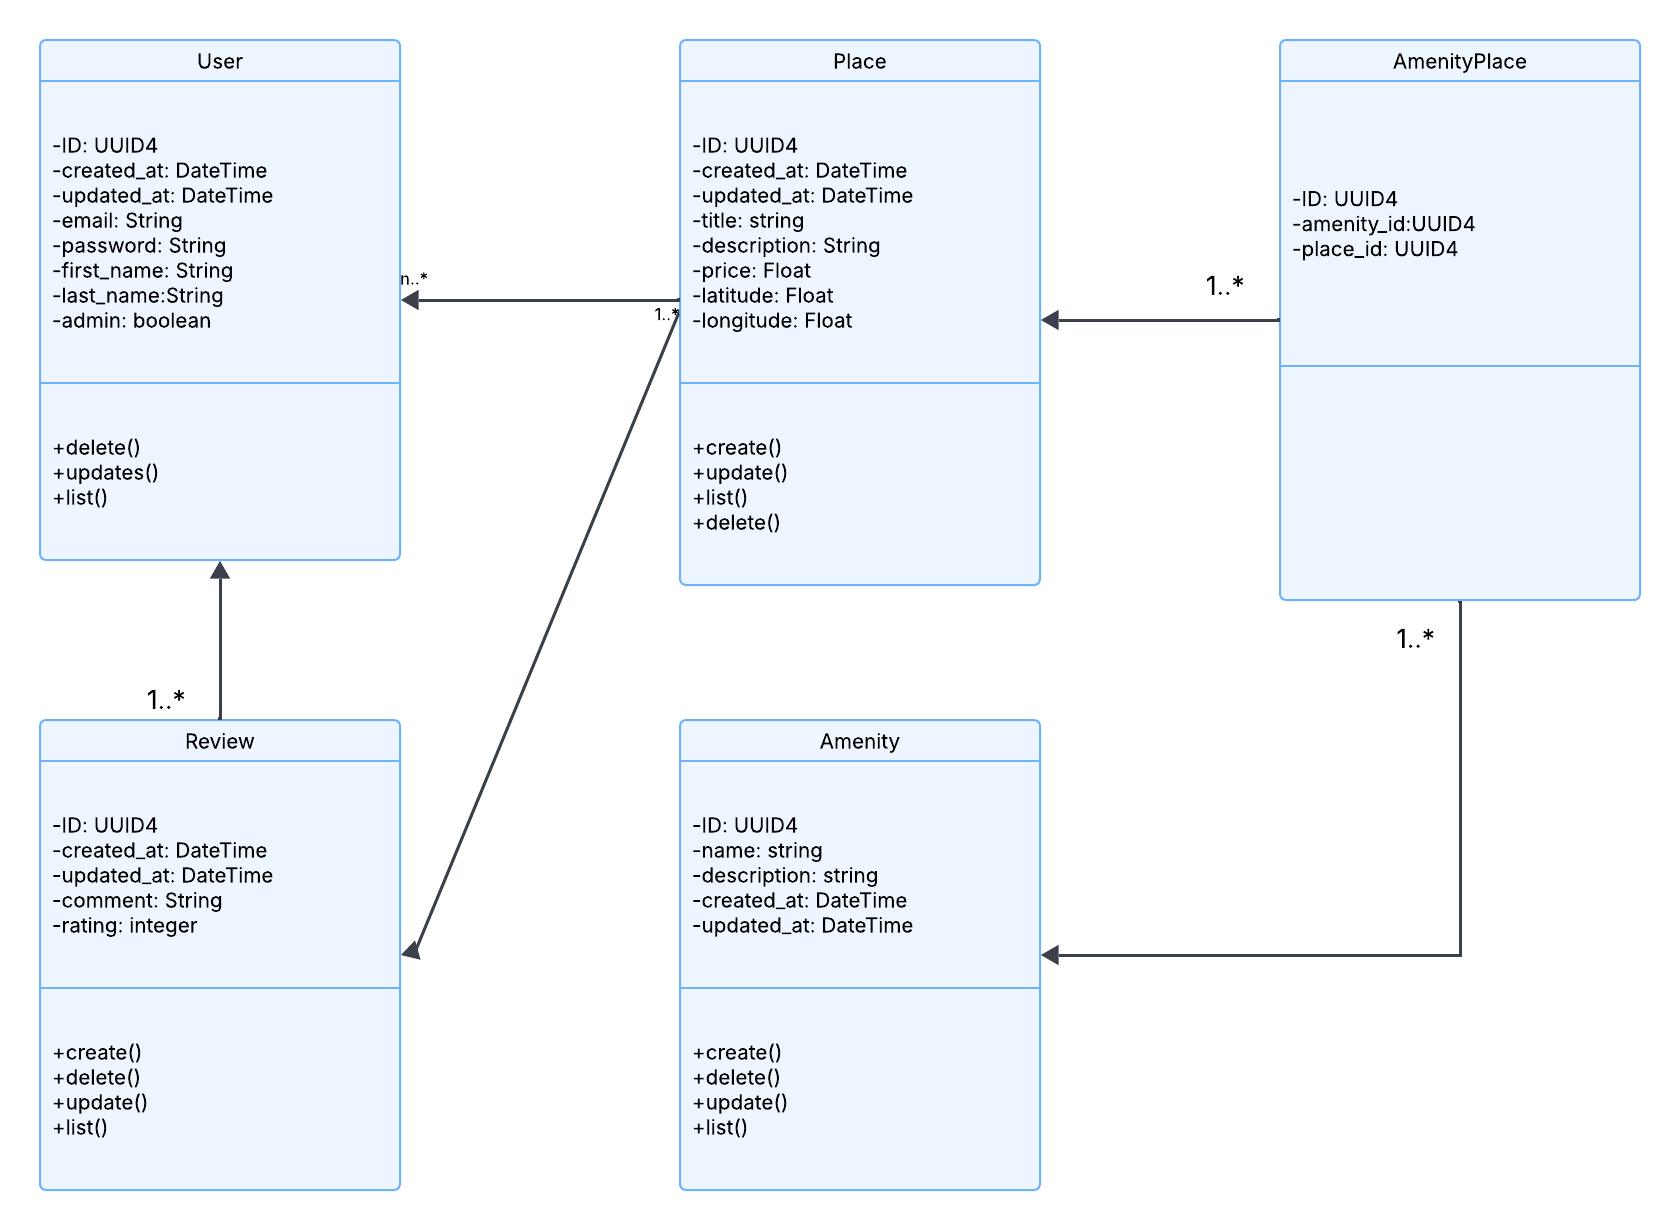 User
-ID: UUID4
-created_at: DateTime
-updated_at: DateTime
-email: String
-password: String
-first_name: String
-last_name:String
-admin: boolean
+delete()
+updates()
+list()
n..*
1..*
Place
-ID: UUID4
-created_at: DateTime
-updated_at: DateTime
-title: string
-description: String
-price: Float
-latitude: Float
-longitude: Float
+create()
+update()
+list()
+delete()
1..*
AmenityPlace
-ID: UUID4
-amenity_id:UUID4
-place_id: UUID4
1..*
1..*
Review
-ID: UUID4
-created_at: DateTime
-updated_at: DateTime
-comment: String
-rating: integer
+create()
+delete()
+update()
+list()
Amenity
-ID: UUID4
-name: string
-description: string
-created_at: DateTime
-updated_at: DateTime
+create()
+delete()
+update()
+list()